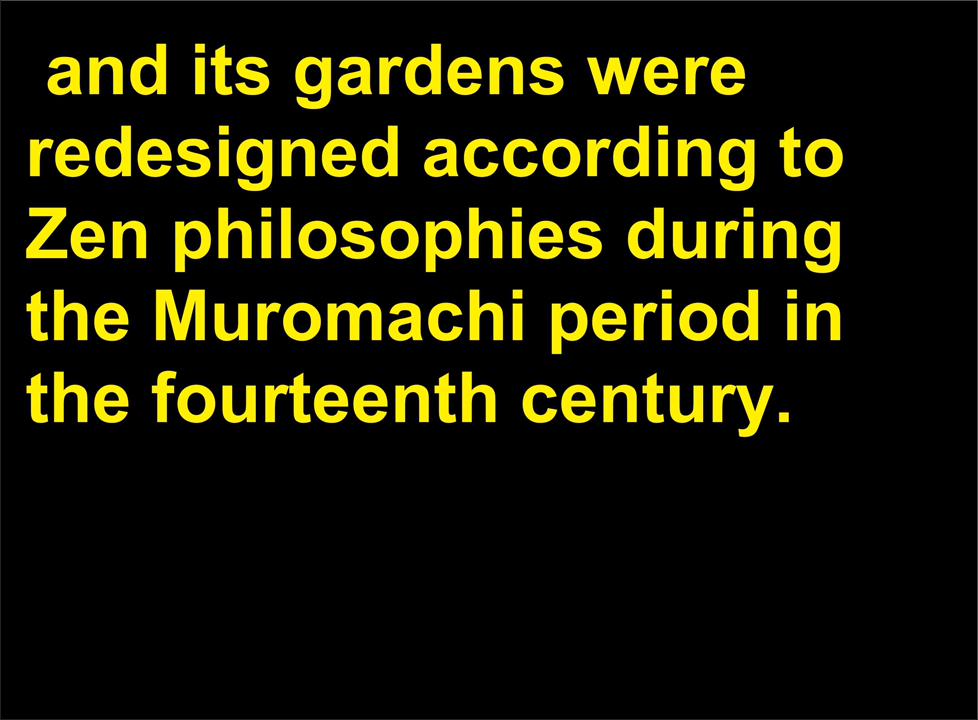 and its gardens were
redesigned according to
Zen philosophies during
the Muromachi period in
the fourteenth century.